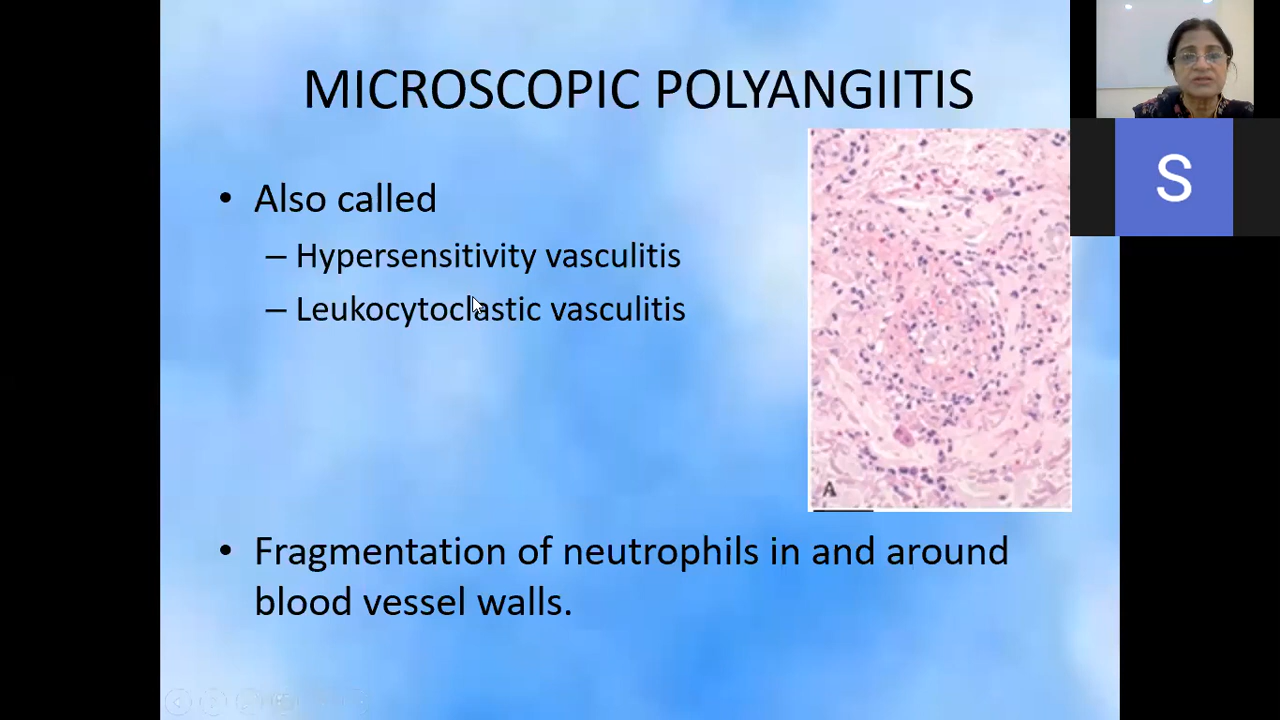 MICROSCOPIC POLYANGIITIS
• Also called
– Hypersensitivity vasculitis
– Leukocytoclastic vasculitis
A
• Fragmentation of neutrophils in and around
blood vessel walls.
S